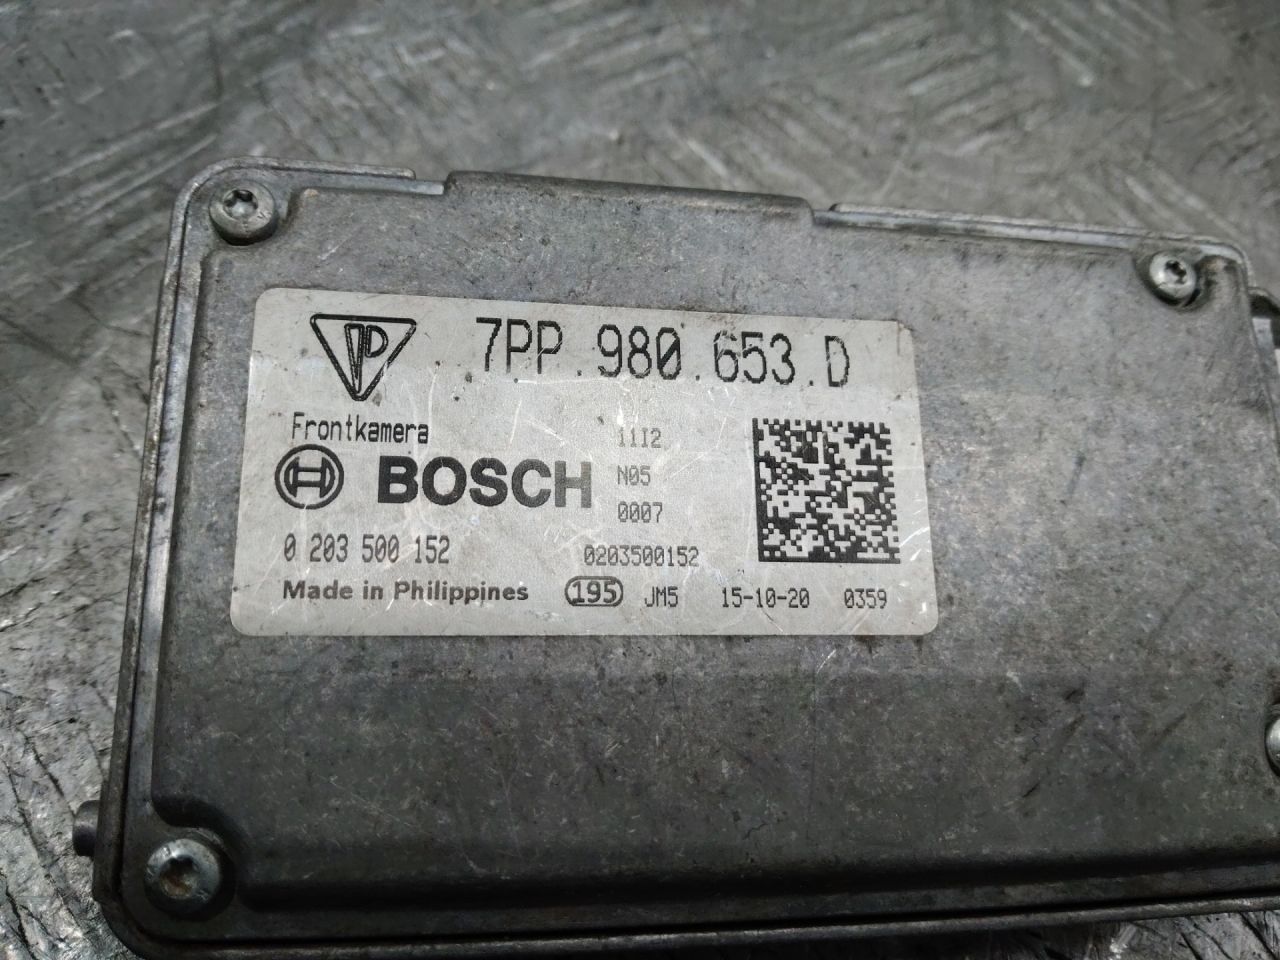 7PP.980.653.D
Frontkamera
11I2
BOSCH
N05
0007
0 203 500 152
0203500152
Made in Philippines
195
JM5
15-10-20
0359